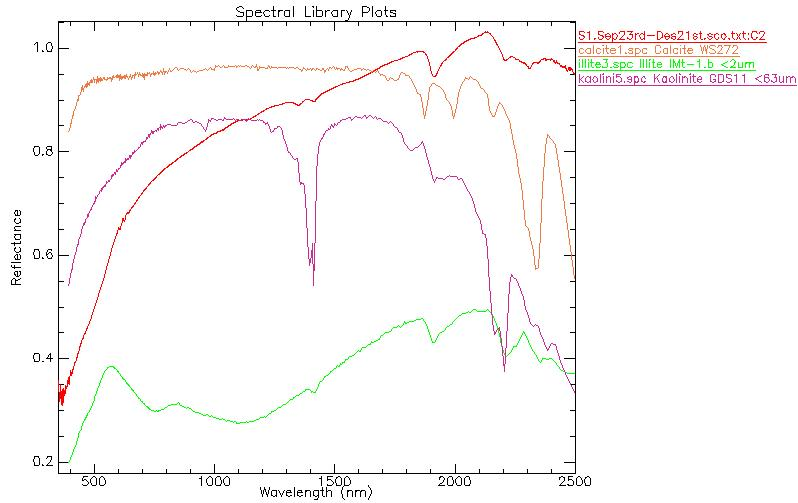 Spectral Library Plots
S1.Sep23rd-Des21st.sco.txt:C2
calcite1.spc Calcite WS272
illite3.spc Illite IMt-1.b <2um
kaolini5.spc Kaolinite GDS11 <63um
1.0
0.8
0.6
0.4
0.2
Reflectance
500 1000 1500 2000 2500
Wavelength (nm)